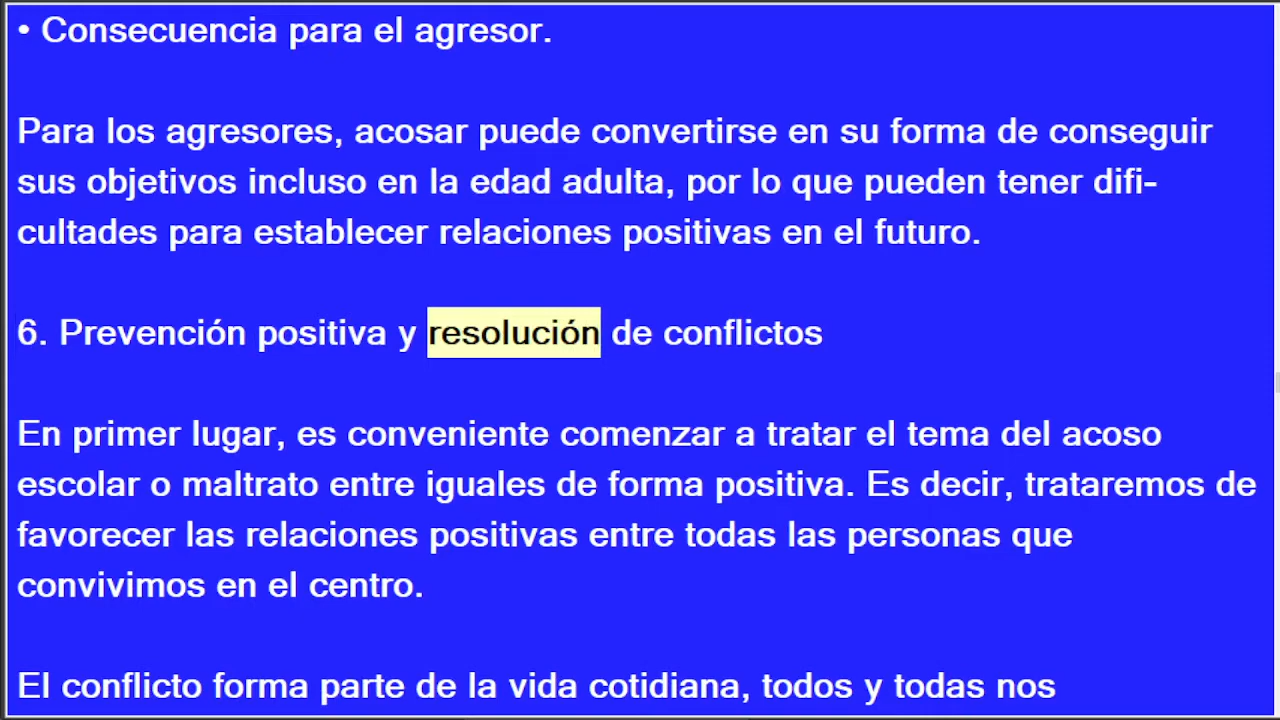 • Consecuencia para el agresor.
Para los agresores, acosar puede convertirse en su forma de conseguir
sus objetivos incluso en la edad adulta, por lo que pueden tener difi-
cultades para establecer relaciones positivas en el futuro.
6. Prevención positiva y resolución de conflictos
En primer lugar, es conveniente comenzar a tratar el tema del acoso
escolar o maltrato entre iguales de forma positiva. Es decir, trataremos de
favorecer las relaciones positivas entre todas las personas que
convivimos en el centro.
El conflicto forma parte de la vida cotidiana, todos y todas nos